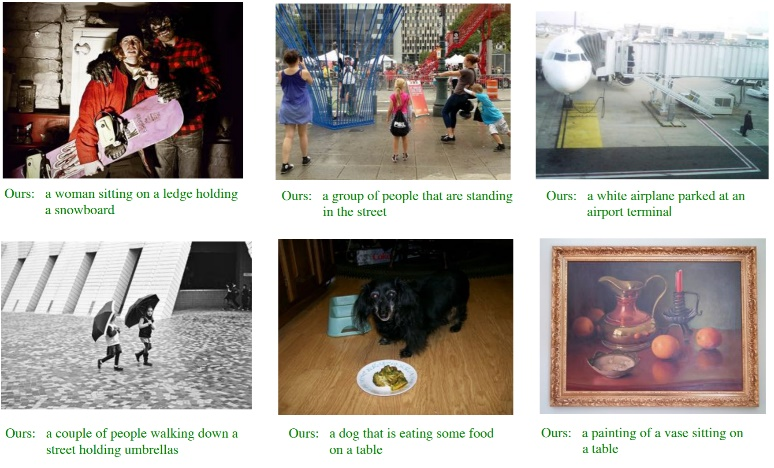 Ours: a woman sitting on a ledge holding
a snowboard
Ours: a group of people that are standing
in the street
Ours: a white airplane parked at an
airport terminal
Ours: a couple of people walking down a
street holding umbrellas
Ours: a dog that is eating some food
on a table
Ours: a painting of a vase sitting on
a table